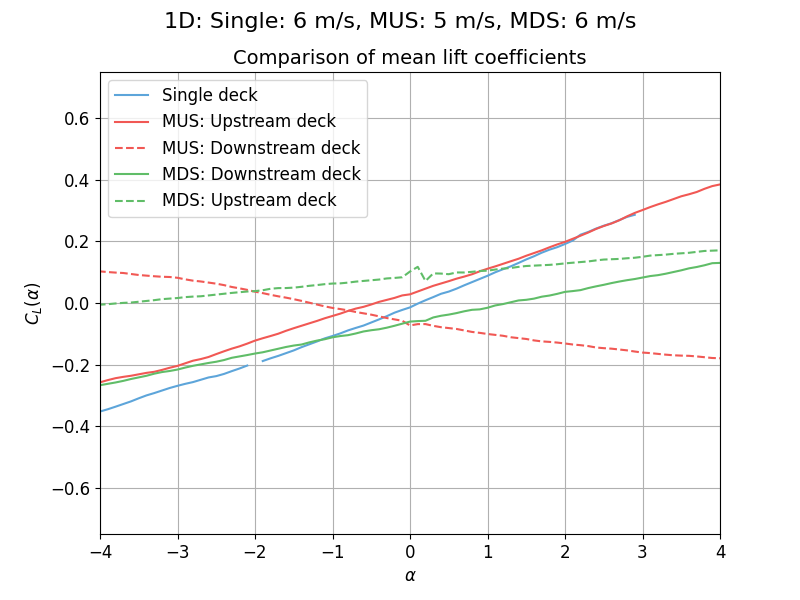 1D: Single: 6 m/s, MUS: 5 m/s, MDS: 6 m/s
Comparison of mean lift coefficients
Single deck
MUS: Upstream deck
MUS: Downstream deck
MDS: Downstream deck
MDS: Upstream deck
0.6
0.4
0.2
0.0
−0.2
−0.4
−0.6
C_L(α)
−4 −3 −2 −1 0 1 2 3 4
α